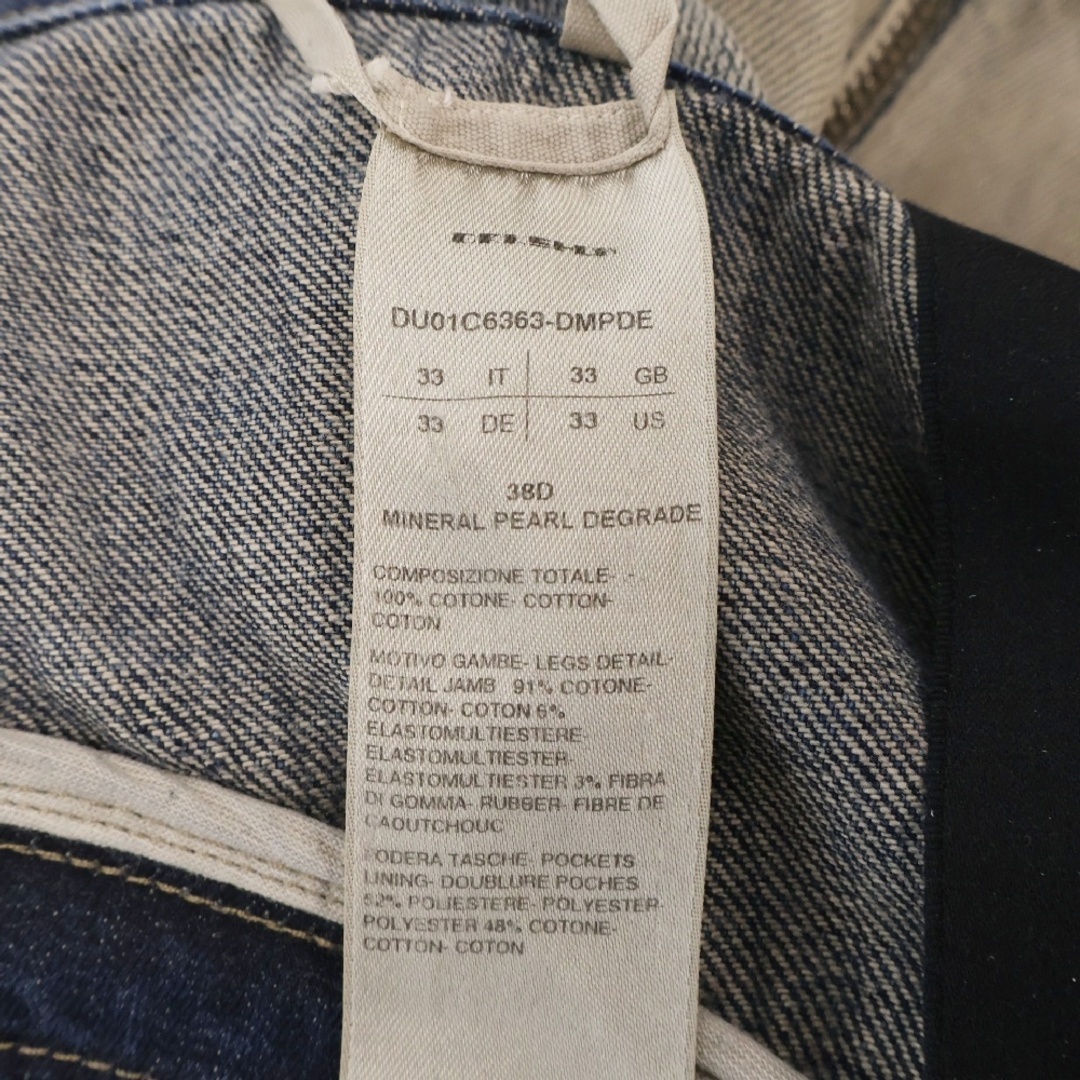 DU01C6363-DMPDE
33 IT 33 GB
33 DE 33 US
38D
MINERAL PEARL DEGRADE
COMPOSIZIONE TOTALE- -
100% COTONE- COTTON-
COTON
MOTIVO GAMBE- LEGS DETAIL-
DETAIL JAMB 91% COTONE-
COTTON- COTON 6%
ELASTOMULTIESTERE-
ELASTOMULTIESTER-
ELASTOMULTIESTER 3% FIBRA
DI GOMMA- RUBBER- FIBRE DE
CAOUTCHOUC
FODERA TASCHE- POCKETS
LINING- DOUBLURE POCHES
52% POLIESTERE- POLYESTER-
POLYESTER 48% COTONE-
COTTON- COTON